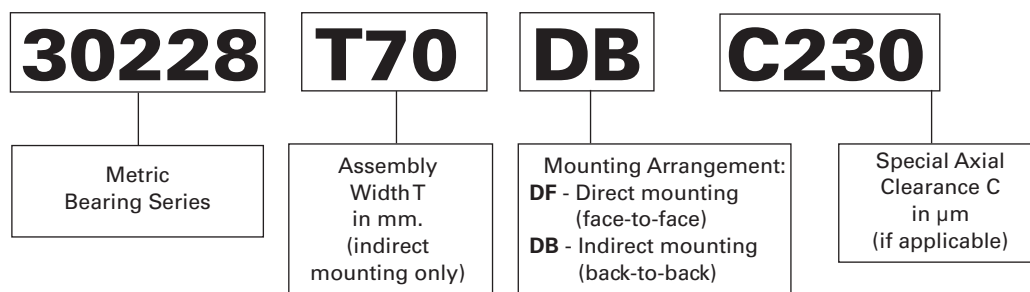 30228 T70 DB C230
Metric
Bearing Series
Assembly
Width T
in mm.
(indirect
mounting only)
Mounting Arrangement:
DF - Direct mounting
(face-to-face)
DB - Indirect mounting
(back-to-back)
Special Axial
Clearance C
in µm
(if applicable)